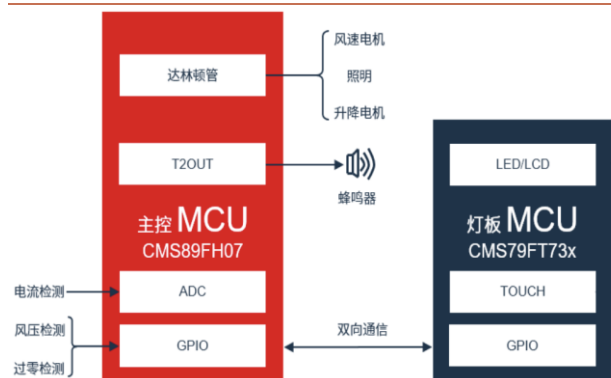 达林顿管
风速电机
照明
升降电机
T2OUT
蜂鸣器
主控 MCU
CMS89FH07
电流检测
ADC
风压检测
过零检测
GPIO
双向通信
LED/LCD
灯板 MCU
CMS79FT73x
TOUCH
GPIO